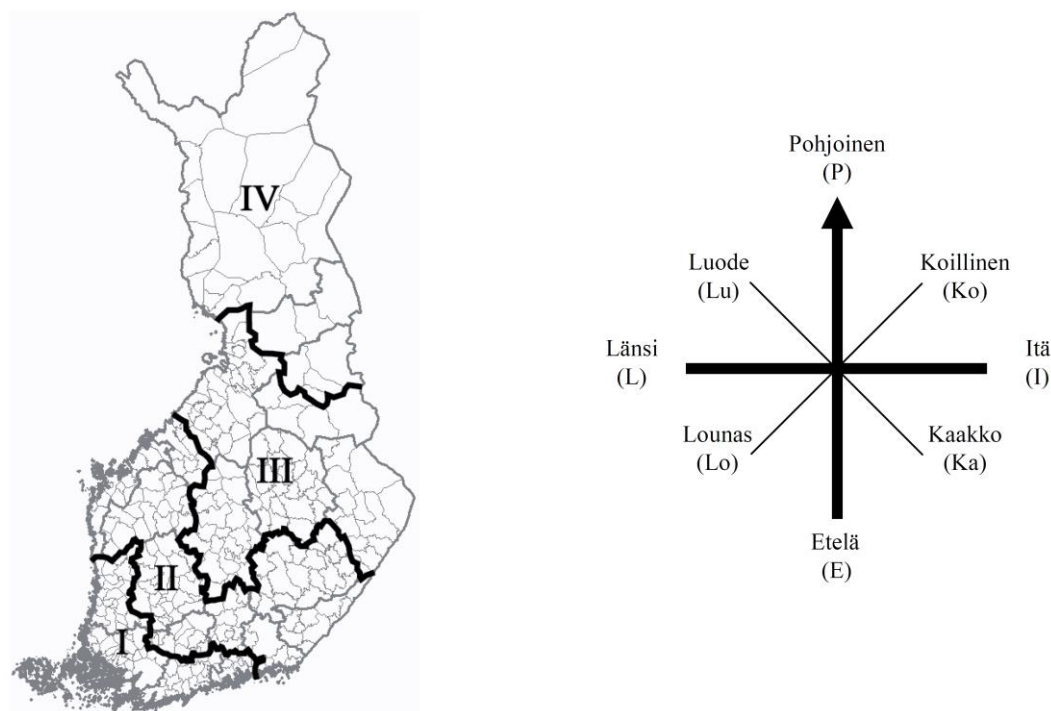 IV
III
II
I
Pohjoinen
(P)
Luode
(Lu)
Koillinen
(Ko)
Länsi
(L)
Itä
(I)
Lounas
(Lo)
Kaakko
(Ka)
Etelä
(E)